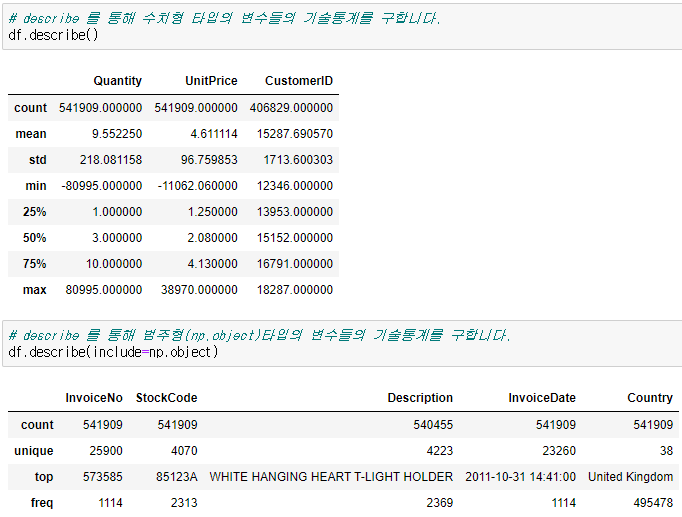 # describe 를 통해 수치형 타입의 변수들의 기술통계를 구합니다.
df.describe()
Quantity UnitPrice CustomerID
count 541909.000000 541909.000000 406829.000000
mean 9.552250 4.611114 15287.690570
std 218.081158 96.759853 1713.600303
min -80995.000000 -11062.060000 12346.000000
25% 1.000000 1.250000 13953.000000
50% 3.000000 2.080000 15152.000000
75% 10.000000 4.130000 16791.000000
max 80995.000000 38970.000000 18287.000000
# describe 를 통해 범주형(np.object)타입의 변수들의 기술통계를 구합니다.
df.describe(include=np.object)
InvoiceNo StockCode Description InvoiceDate Country
count 541909 541909 540455 541909 541909
unique 25900 4070 4223 23260 38
top 573585 85123A WHITE HANGING HEART T-LIGHT HOLDER 2011-10-31 14:41:00 United Kingdom
freq 1114 2313 2369 1114 495478